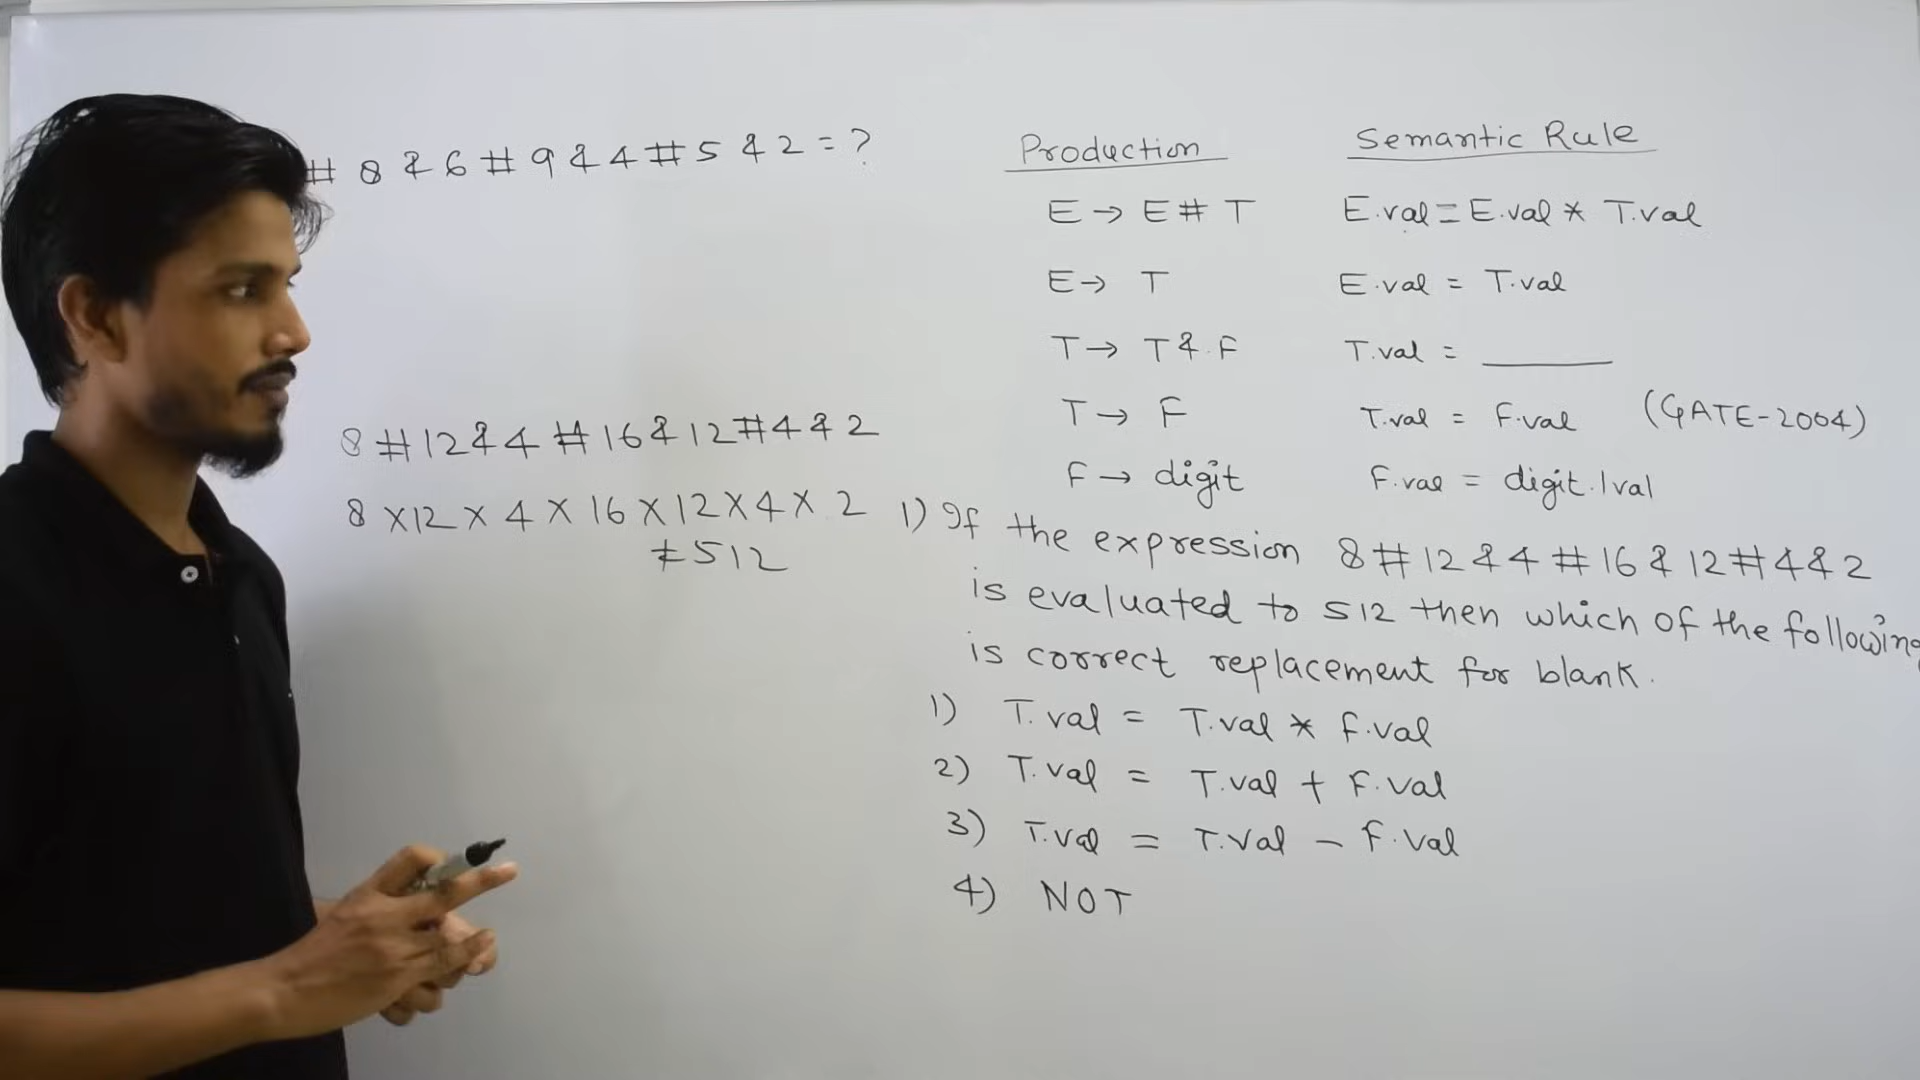 # 8 & 6 # 9 & 4 # 5 & 2 = ?
8 # 12 & 4 # 16 & 12 # 4 & 2
8 × 12 × 4 × 16 × 12 × 4 × 2
≠ 512
Production Semantic Rule
E → E # T E.val = E.val * T.val
E → T E.val = T.val
T → T & F T.val = ______
T → F T.val = F.val (GATE-2004)
F → digit F.val = digit.lval
1) If the expression 8 # 12 & 4 # 16 & 12 # 4 & 2
is evaluated to 512 then which of the following
is correct replacement for blank.
1) T.val = T.val * F.val
2) T.val = T.val + F.val
3) T.val = T.val - F.val
4) NOT